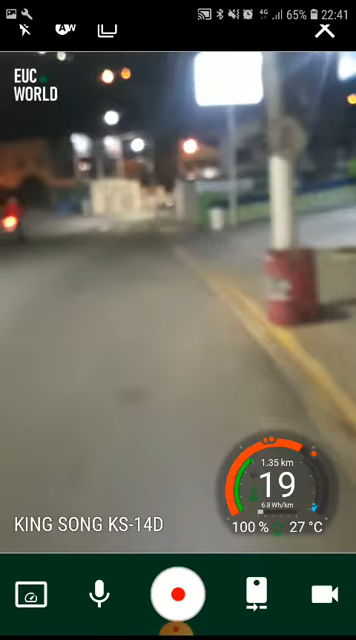 4G 65% 22:41
AW
EUC
WORLD
1.35 km
19
6.8 Wh/km
100 % 27 °C
KING SONG KS-14D